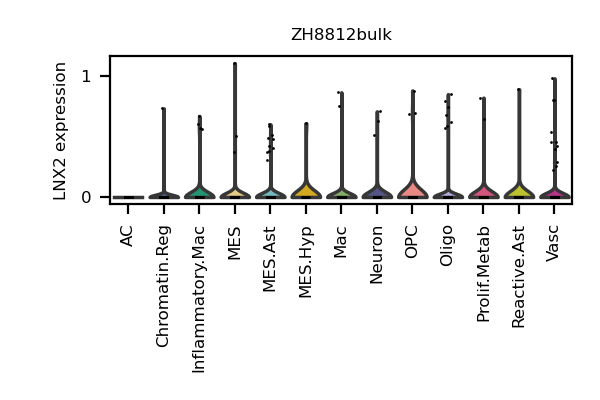 ZH8812bulk
LNX2 expression
1
0
AC
Chromatin.Reg
Inflammatory.Mac
MES
MES.Ast
MES.Hyp
Mac
Neuron
OPC
Oligo
Prolif.Metab
Reactive.Ast
Vasc